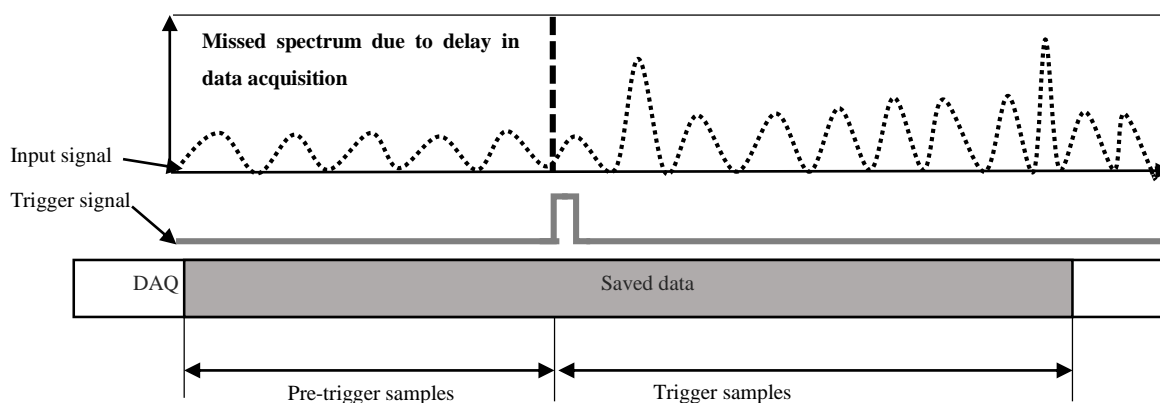 Missed spectrum due to delay in
data acquisition
Input signal
Trigger signal
DAQ
Saved data
Pre-trigger samples
Trigger samples